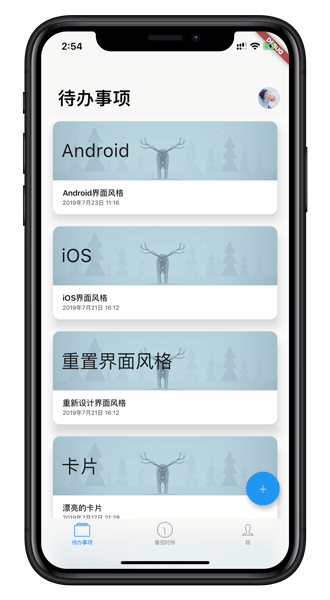 2:54
DEBUG
待办事项
Android
Android界面风格
2019年7月23日 11:16
iOS
iOS界面风格
2019年7月21日 16:12
重置界面风格
重新设计界面风格
2019年7月21日 16:12
卡片
漂亮的卡片
2019年7月17日 21:28
+
待办事项
番茄时钟
我